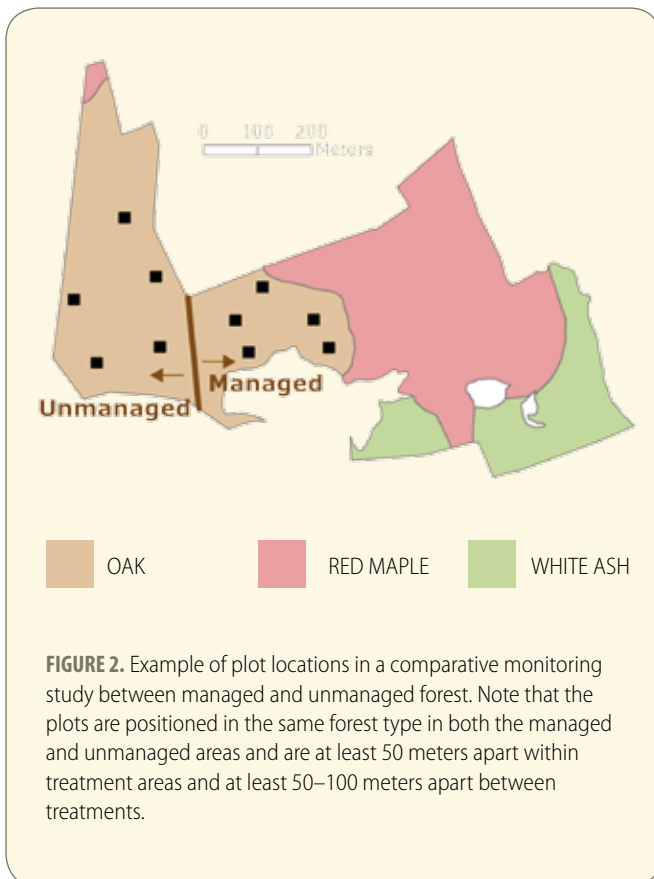 0 100 200
Meters
Managed
Unmanaged
OAK RED MAPLE WHITE ASH
FIGURE 2. Example of plot locations in a comparative monitoring
study between managed and unmanaged forest. Note that the
plots are positioned in the same forest type in both the managed
and unmanaged areas and are at least 50 meters apart within
treatment areas and at least 50–100 meters apart between
treatments.